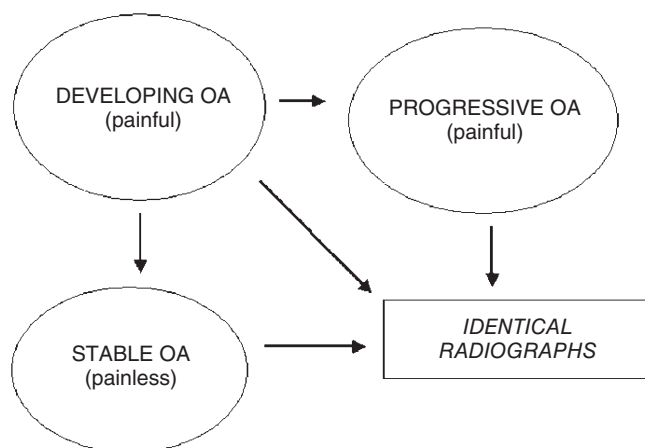 DEVELOPING OA
(painful)
PROGRESSIVE OA
(painful)
STABLE OA
(painless)
IDENTICAL
RADIOGRAPHS